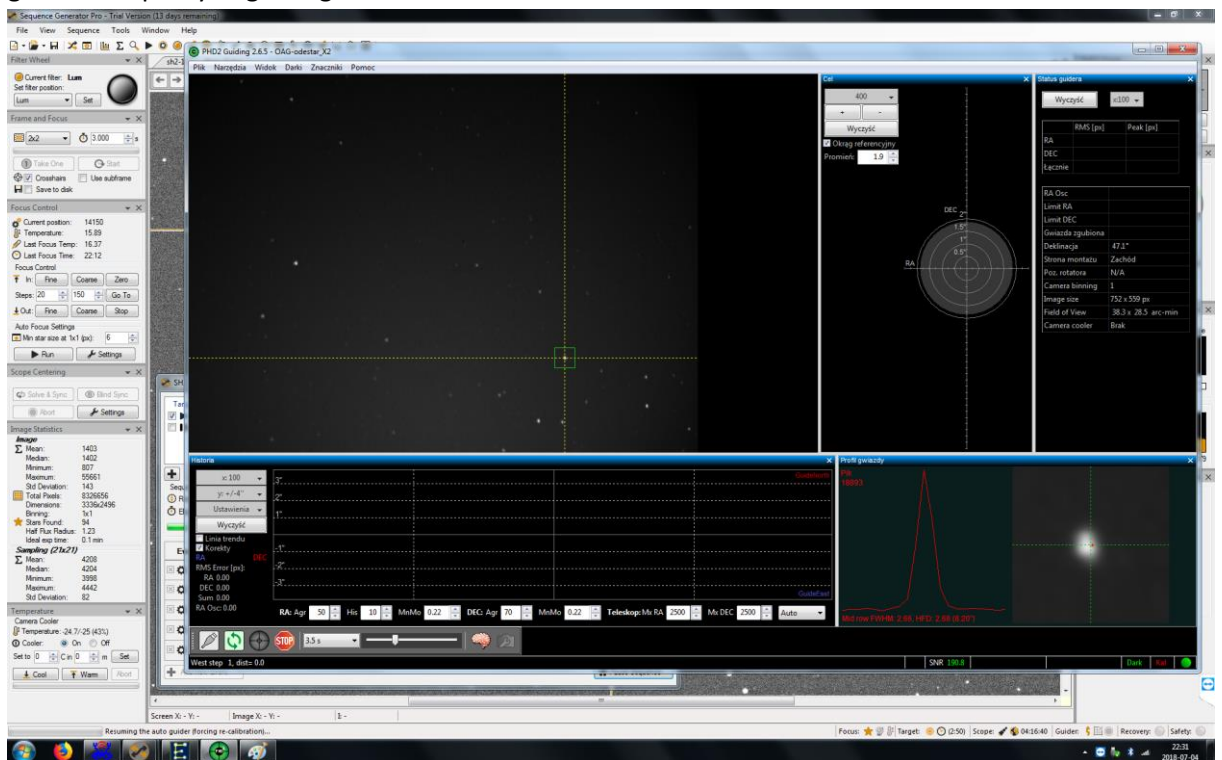 Sequence Generator Pro - Trial Version (13 days remaining)
File View Sequence Tools Window Help
Filter Wheel
Current filter: Lum
Set filter position:
Lum Set
Frame and Focus
2x2 3.000 s
Take One Start
Crosshairs Use subframe
Save to disk
Focus Control
Current position: 14150
Temperature: 15.89
Last Focus Temp: 16.37
Last Focus Time: 22:12
Focus Control
In: Fine Coarse Zero
Steps: 20 150 Go To
Out: Fine Coarse Stop
Auto Focus Settings
Min star size at 1x1 (px): 6
Run Settings
Scope Centering
Solve & Sync Blind Sync
Abort Settings
Image Statistics
Image
Mean: 1403
Median: 1402
Minimum: 807
Maximum: 55661
Std Deviation: 143
Total Pixels: 8326656
Dimensions: 3336x2496
Binning: 1x1
Stars Found: 94
Half Flux Radius: 1.23
Ideal exp time: 0.1 min
Sampling (21x21)
Mean: 4208
Median: 4204
Minimum: 3998
Maximum: 4442
Std Deviation: 82
Temperature
Camera Cooler
Temperature: -24.7/-25 (43%)
Cooler: On Off
Set to 0 C in 0 m Set
Cool Warm Abort
PHD2 Guiding 2.6.5 - OAG-odestar_X2
Plik Narzędzia Widok Darki Znaczniki Pomoc
Cel
400
+ -
Wyczyść
Okrąg referencyjny
Promień: 1.9
DEC
2"
1.5"
1"
0.5"
RA
Status guidera
Wyczyść x:100
RMS [px] Peak [px]
RA
DEC
Łącznie
RA Osc
Limit RA
Limit DEC
Gwiazda zgubiona
Deklinacja 47.1°
Strona montażu Zachód
Poz. rotatora N/A
Camera binning 1
Image size 752 x 559 px
Field of View 38.3 x 28.5 arc-min
Camera cooler Brak
Historia
x: 100
y: +/-4"
Ustawienia
Wyczyść
Linia trendu
Korekty
RA DEC
RMS Error [px]:
RA 0.00
DEC 0.00
Sum 0.00
RA Osc: 0.00
3"
2"
1"
-1"
-2"
-3"
GuideNorth
GuideEast
RA: Agr 50 His 10 MnMo 0.22 DEC: Agr 70 MnMo 0.22 Teleskop: Mx RA 2500 Mx DEC 2500 Auto
Profil gwiazdy
STOP 3.5 s
West step 1, dist= 0.0
SNR 190.8
Dark Kal
Screen X: - Y: - Image X: - Y: - I: -
Resuming the auto guider (forcing re-calibration)...
Focus: Target: (2:50) Scope: 04:16:40 Guider: Recovery: Safety:
22:31
2018-07-04